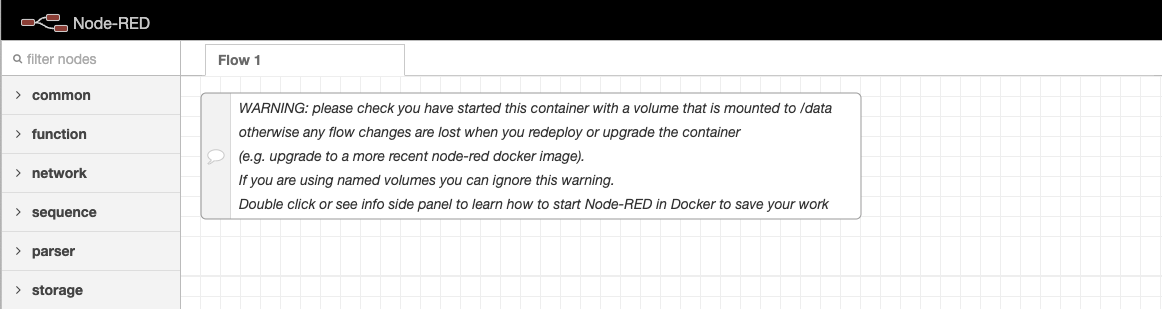 Node-RED
filter nodes
Flow 1
common
function
network
sequence
parser
storage
WARNING: please check you have started this container with a volume that is mounted to /data
otherwise any flow changes are lost when you redeploy or upgrade the container
(e.g. upgrade to a more recent node-red docker image).
If you are using named volumes you can ignore this warning.
Double click or see info side panel to learn how to start Node-RED in Docker to save your work